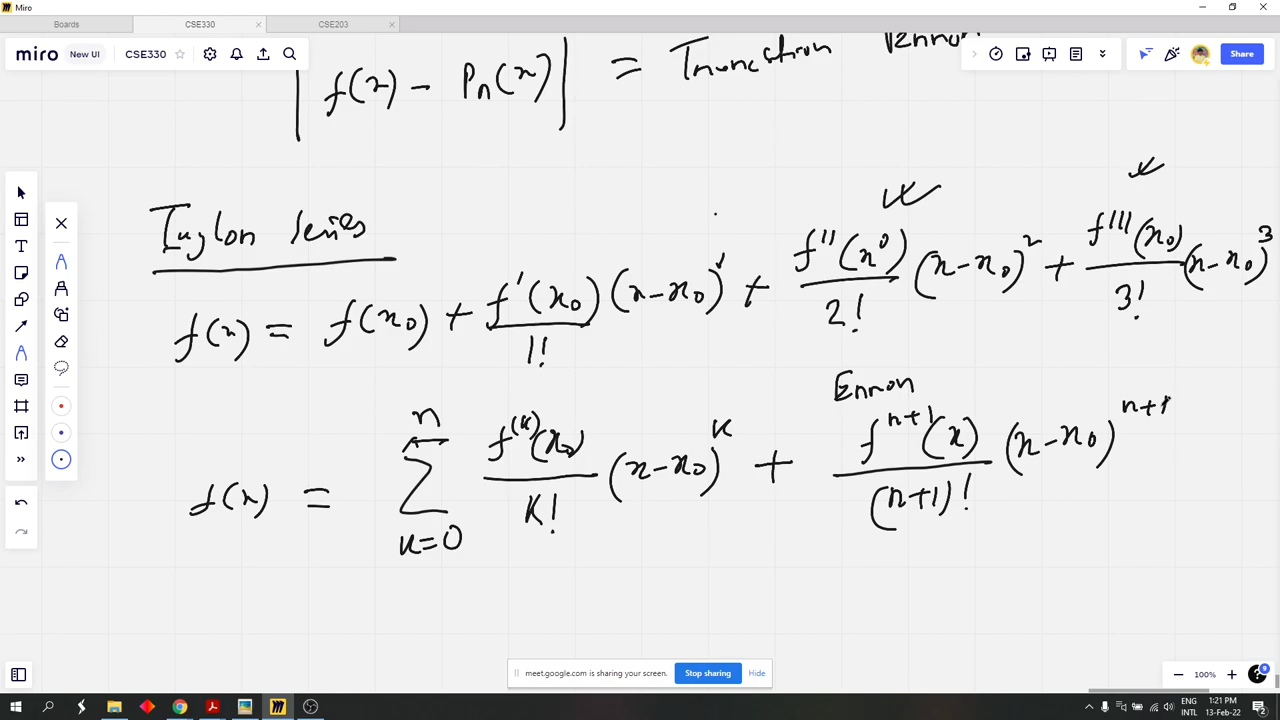 Miro
Boards CSE330 CSE203
miro New UI CSE330 Share
|f(x) - Pn(x)| = Truncation Error
Taylor Series
f(x) = f(x₀) + f'(x₀)/1! (x-x₀)¹ + f''(x⁰)/2! (x-x₀)² + f'''(x₀)/3! (x-x₀)³
Error
f(x) = Σ_{k=0}^{n} f^(k)(x₀)/k! (x-x₀)^k + f^{n+1}(x)/(n+1)! (x-x₀)^{n+1}
meet.google.com is sharing your screen. Stop sharing Hide
100%
9
1:21 PM
INTL 13-Feb-22
2